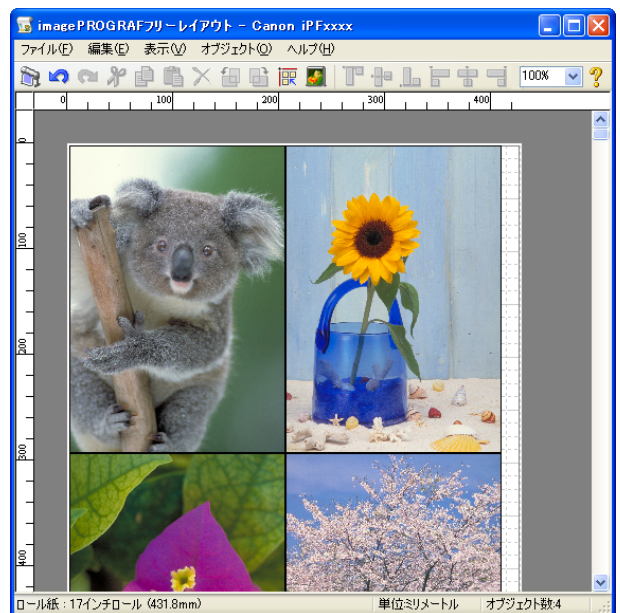 imagePROGRAFフリーレイアウト - Canon iPFxxxx
ファイル(F) 編集(E) 表示(V) オブジェクト(O) ヘルプ(H)
100%
0 100 200 300 400
0
100
200
300
400
ロール紙 : 17インチロール (431.8mm) 単位:ミリメートル オブジェクト数:4